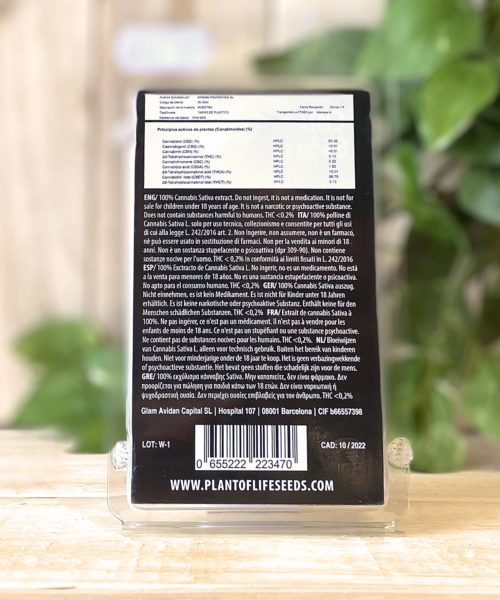 Principios activos de plantas (Canabinoides) (%)
HPLC
HPLC
HPLC
HPLC
HPLC
HPLC
HPLC
HPLC
HPLC
ENG/ 100% Cannabis Sativa extract. Do not ingest, it is not a medication. It is not for
sale for children under 18 years of age. It is not a narcotic or psychoactive substance.
Does not contain substances harmful to humans. THC <0.2% ITA/ 100% polline di
Cannabis Sativa L. solo per uso tecnico, collezionismo e consentite per tutti gli usi
di cui alla legge L. 242/2016 art. 2. Non ingerire, non assumere, non è un farmaco,
nè può essere usato in sostituzione di farmaci. Non per la vendita ai minori di 18
anni. Non è un sostanza stupefacente o psicoattiva (dpr 309-90). Non contiene
sostanze nocive per l'uomo. THC <0,2% in conformità ai limiti fissati in L. 242/2016
ESP/ 100% Exctracto de Cannabis Sativa L. No ingerir, no es un medicamento. No está
a la venta para menores de 18 años. No es una sustancia estupefaciente o psicoactiva.
No apto para el consumo humano. THC <0,2% GER/ 100% Cannabis Sativa auszug.
Nicht einnehmen, es ist kein Medikament. Es ist nicht für Kinder unter 18 Jahren
erhältlich. Es ist keine narkotische oder psychoaktive Substanz. Enthält keine für den
Menschen schädlichen Substanzen. THC <0,2% FRA/ Extrait de cannabis Sativa à
100%. Ne pas ingérer, ce n'est pas un médicament. Il n'est pas à vendre pour les
enfants de moins de 18 ans. Ce n'est pas un stupéfiant ou une substance psychoactive.
Ne contient pas de substances nocives pour les humains. THC <0,2% NL/ Bloeiwijzen
van Cannabis Sativa L. alleen voor technisch gebruik. Buiten het bereik van kinderen
houden. Niet voor minderjarige onder de 18 jaar te koop. Het is geen verbazingwekkende
of psychoactieve substantie. Het bevat geen stoffen die schadelijk zijn voor de mens.
GRE/ 100% εκχύλισμα κάνναβης Sativa. Μην καταπιείτε, δεν είναι φάρμακο. Δεν
προορίζεται για πώληση για παιδιά κάτω των 18 ετών. Δεν είναι ναρκωτική ή
ψυχοδραστική ουσία. Δεν περιέχει ουσίες επιβλαβείς για τον άνθρωπο. THC <0,2%
Glam Avidan Capital SL | Hospital 107 | 08001 Barcelona | CIF b66557398
LOT: W-1
CAD: 10 / 2022
0 655222 223470
WWW.PLANTOFLIFESEEDS.COM